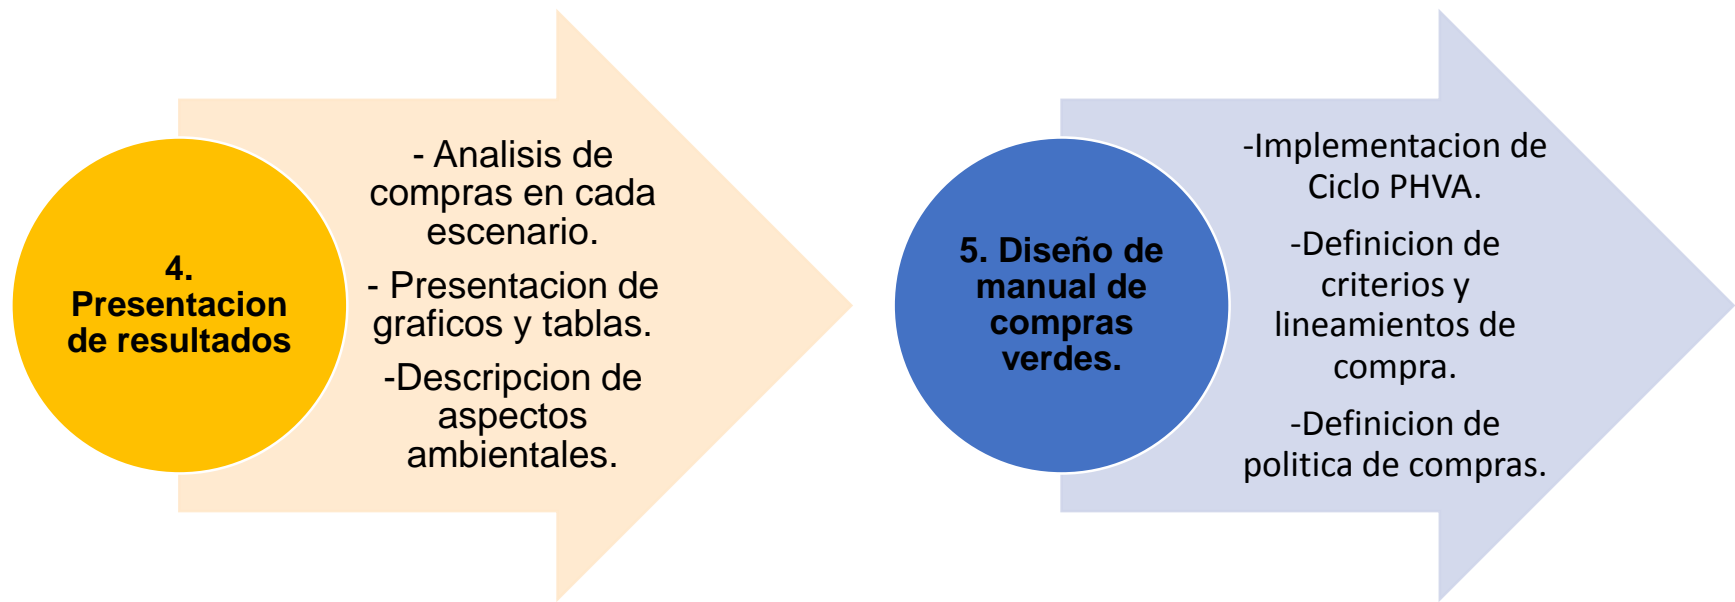 4.
Presentacion
de resultados
- Analisis de
compras en cada
escenario.
- Presentacion de
graficos y tablas.
-Descripcion de
aspectos
ambientales.
5. Diseño de
manual de
compras
verdes.
-Implementacion de
Ciclo PHVA.
-Definicion de
criterios y
lineamientos de
compra.
-Definicion de
politica de compras.